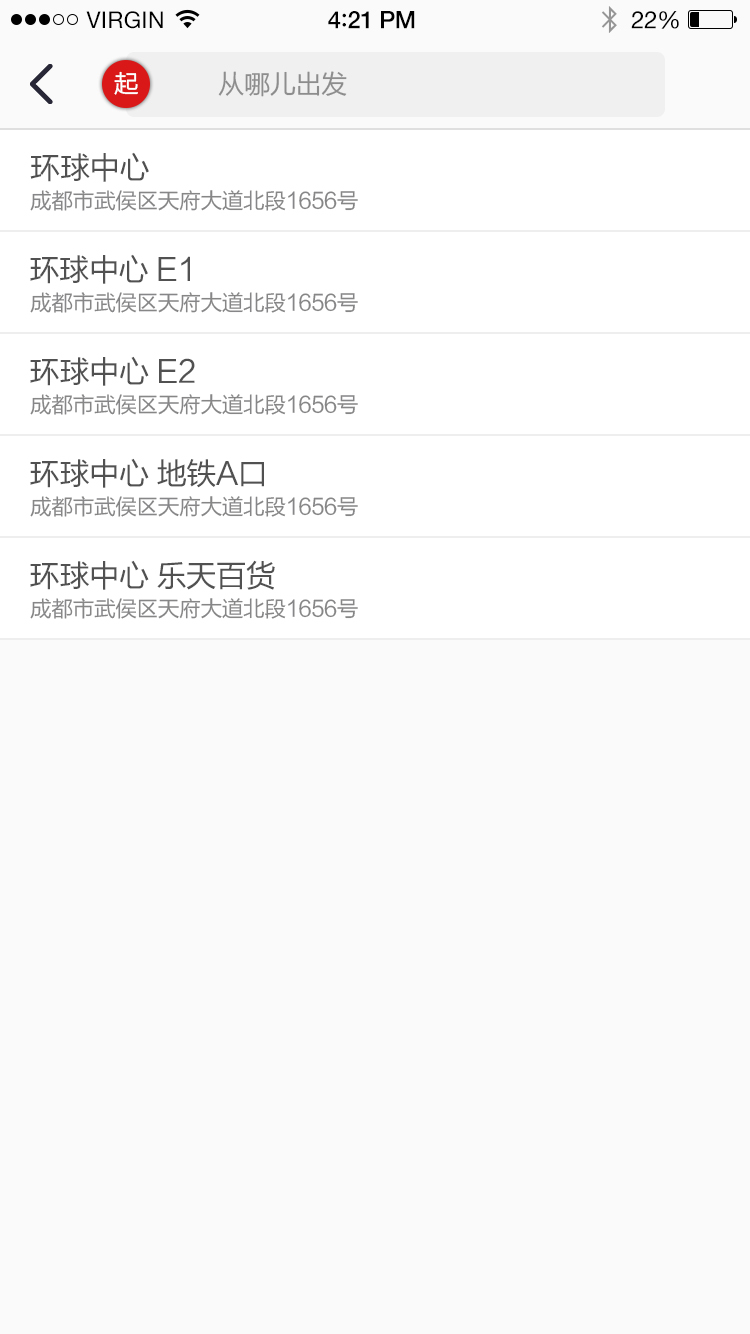 VIRGIN 4:21 PM 22%
起 从哪儿出发
环球中心
成都市武侯区天府大道北段1656号
环球中心 E1
成都市武侯区天府大道北段1656号
环球中心 E2
成都市武侯区天府大道北段1656号
环球中心 地铁A口
成都市武侯区天府大道北段1656号
环球中心 乐天百货
成都市武侯区天府大道北段1656号